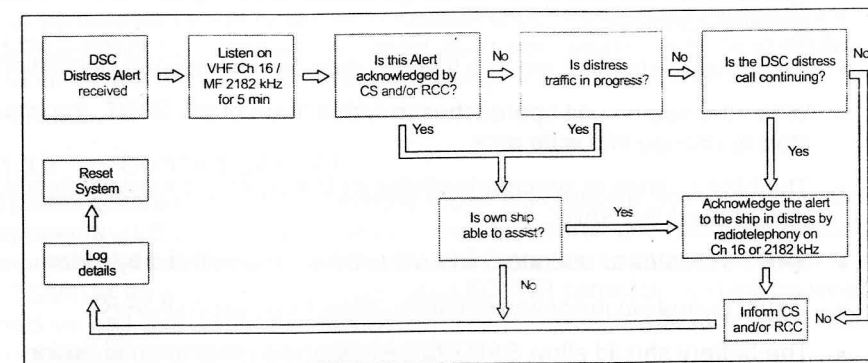 DSC
Distress Alert
received
Listen on
VHF Ch 16 /
MF 2182 kHz
for 5 min
Is this Alert
acknowledged by
CS and/or RCC?
No
Is distress
traffic in progress?
No
Is the DSC distress
call continuing?
No
Yes
Yes
Yes
Reset
System
Is own ship
able to assist?
Yes
Acknowledge the alert
to the ship in distres by
radiotelephony on
Ch 16 or 2182 kHz
Log
details
No
Inform CS
and/or RCC
No